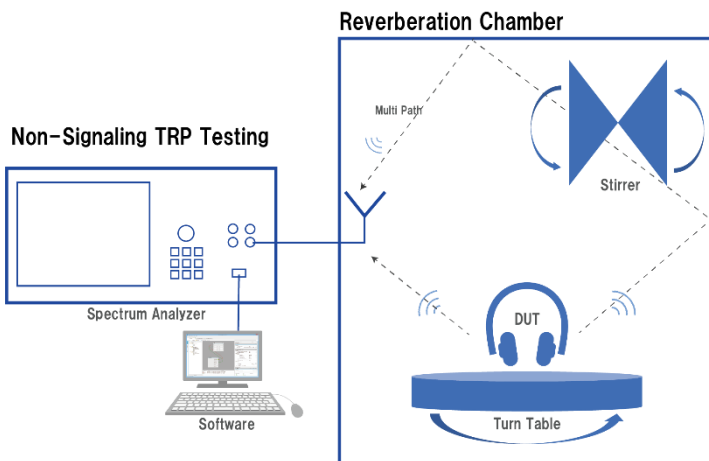 Reverberation Chamber
Multi Path
Non-Signaling TRP Testing
Stirrer
Spectrum Analyzer
DUT
Software
Turn Table